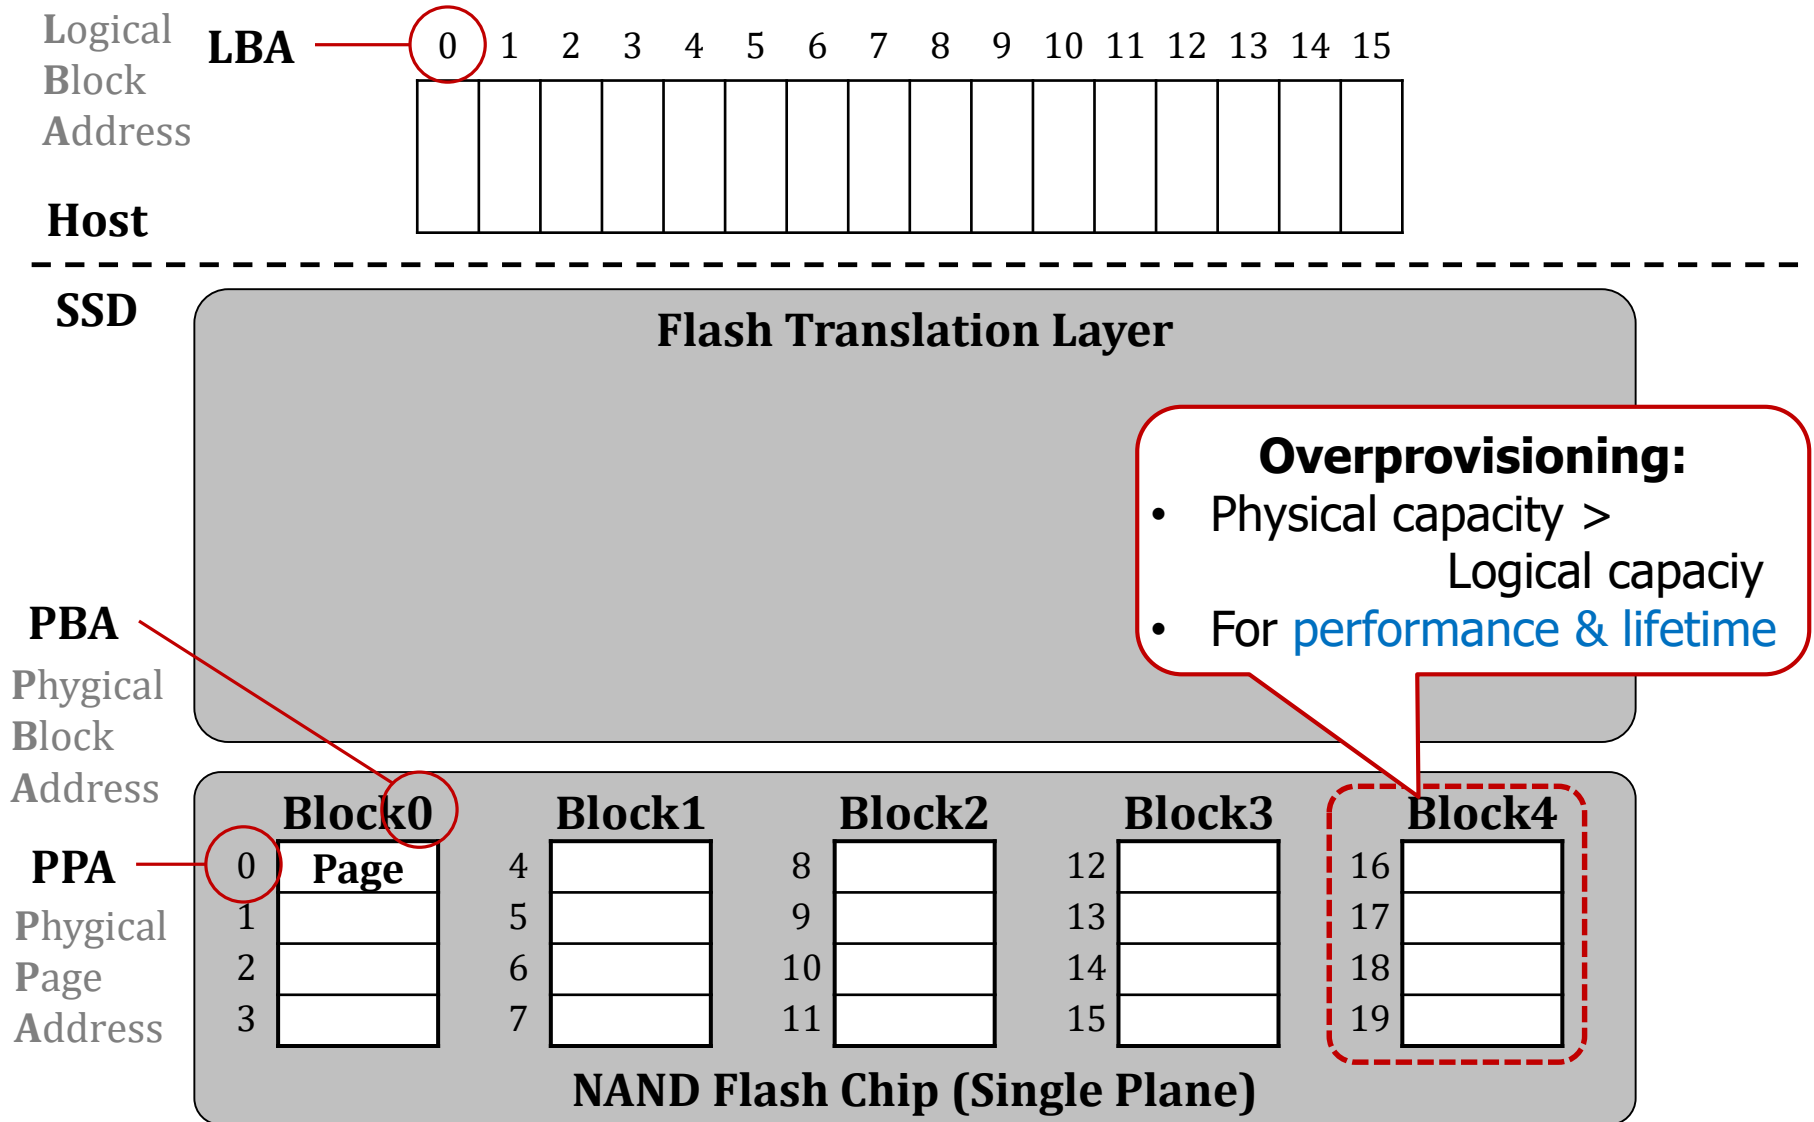 Logical
Block
Address
LBA
0 1 2 3 4 5 6 7 8 9 10 11 12 13 14 15
Host
SSD
Flash Translation Layer
Overprovisioning:
• Physical capacity >
Logical capaciy
• For performance & lifetime
PBA
Phygical
Block
Address
PPA
Phygical
Page
Address
Block0 Block1 Block2 Block3 Block4
0 Page 4 8 12 16
1 5 9 13 17
2 6 10 14 18
3 7 11 15 19
NAND Flash Chip (Single Plane)